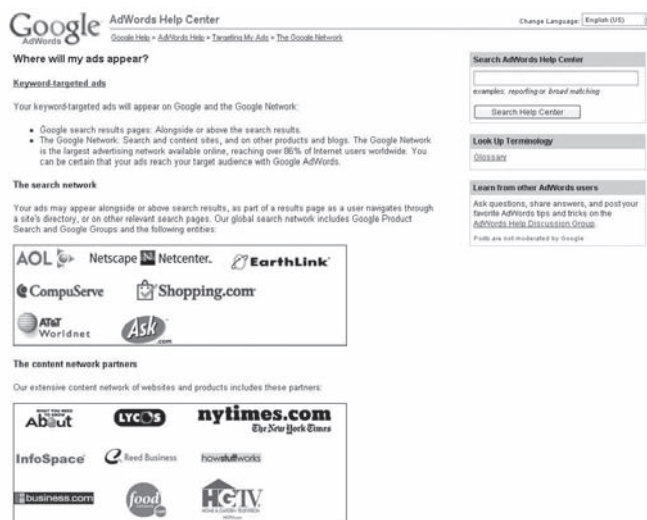 Google
AdWords
AdWords Help Center
Change Language: English (US)
Google Help > AdWords Help > Targeting My Ads > The Google Network
Where will my ads appear?
Keyword-targeted ads
Your keyword-targeted ads will appear on Google and the Google Network:
Google search results pages: Alongside or above the search results.
The Google Network: Search and content sites, and on other products and blogs. The Google Network
is the largest advertising network available online, reaching over 86% of Internet users worldwide. You
can be certain that your ads reach your target audience with Google AdWords.
The search network
Your ads may appear alongside or above search results, as part of a results page as a user navigates through
a site's directory, or on other relevant search pages. Our global search network includes Google Product
Search and Google Groups and the following entities:
AOL Netscape N Netcenter. EarthLink
CompuServe Shopping.com
AT&T
Worldnet
Ask
.com
The content network partners
Our extensive content network of websites and products includes these partners:
WHAT YOU NEED
TO KNOW
About
LYCOS
nytimes.com
The New York Times
InfoSpace Reed Business howstuffworks
business.com
food
.com
HGTV
HOME & GARDEN TELEVISION
HGTV.com
Search AdWords Help Center
examples: reporting or broad matching
Search Help Center
Look Up Terminology
Glossary
Learn from other AdWords users
Ask questions, share answers, and post your
favorite AdWords tips and tricks on the
AdWords Help Discussion Group.
Posts are not moderated by Google